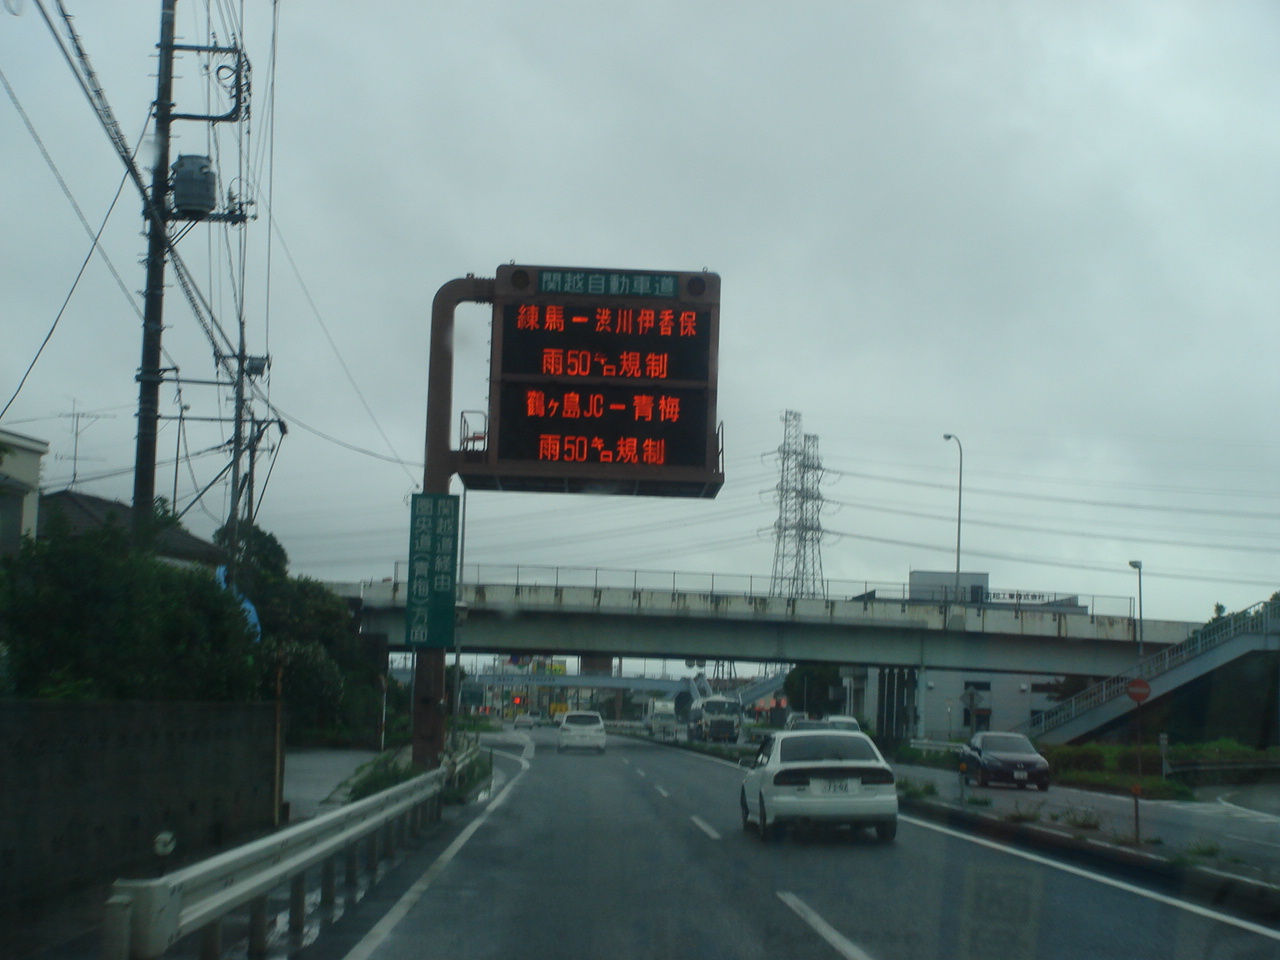 関越自動車道
練馬ー渋川伊香保
雨50キロ規制
鶴ヶ島JCー青梅
雨50キロ規制
関越道経由
圏央道(青梅)方面